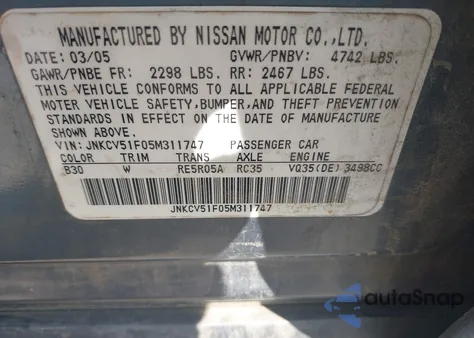 MANUFACTURED BY NISSAN MOTOR CO.,LTD.
DATE: 03/05 GVWR/PNBV: 4742 LBS.
GAWR/PNBE FR: 2298 LBS. RR: 2467 LBS.
THIS VEHICLE CONFORMS TO ALL APPLICABLE FEDERAL
MOTOR VEHICLE SAFETY, BUMPER, AND THEFT PREVENTION
STANDARDS IN EFFECT ON THE DATE OF MANUFACTURE
SHOWN ABOVE.
VIN: JNKCV51F05M311747 PASSENGER CAR
COLOR TRIM TRANS AXLE ENGINE
B30 W RE5R05A RC35 VQ35(DE) 3498CC
JNKCV51F05M311747
autoSnap